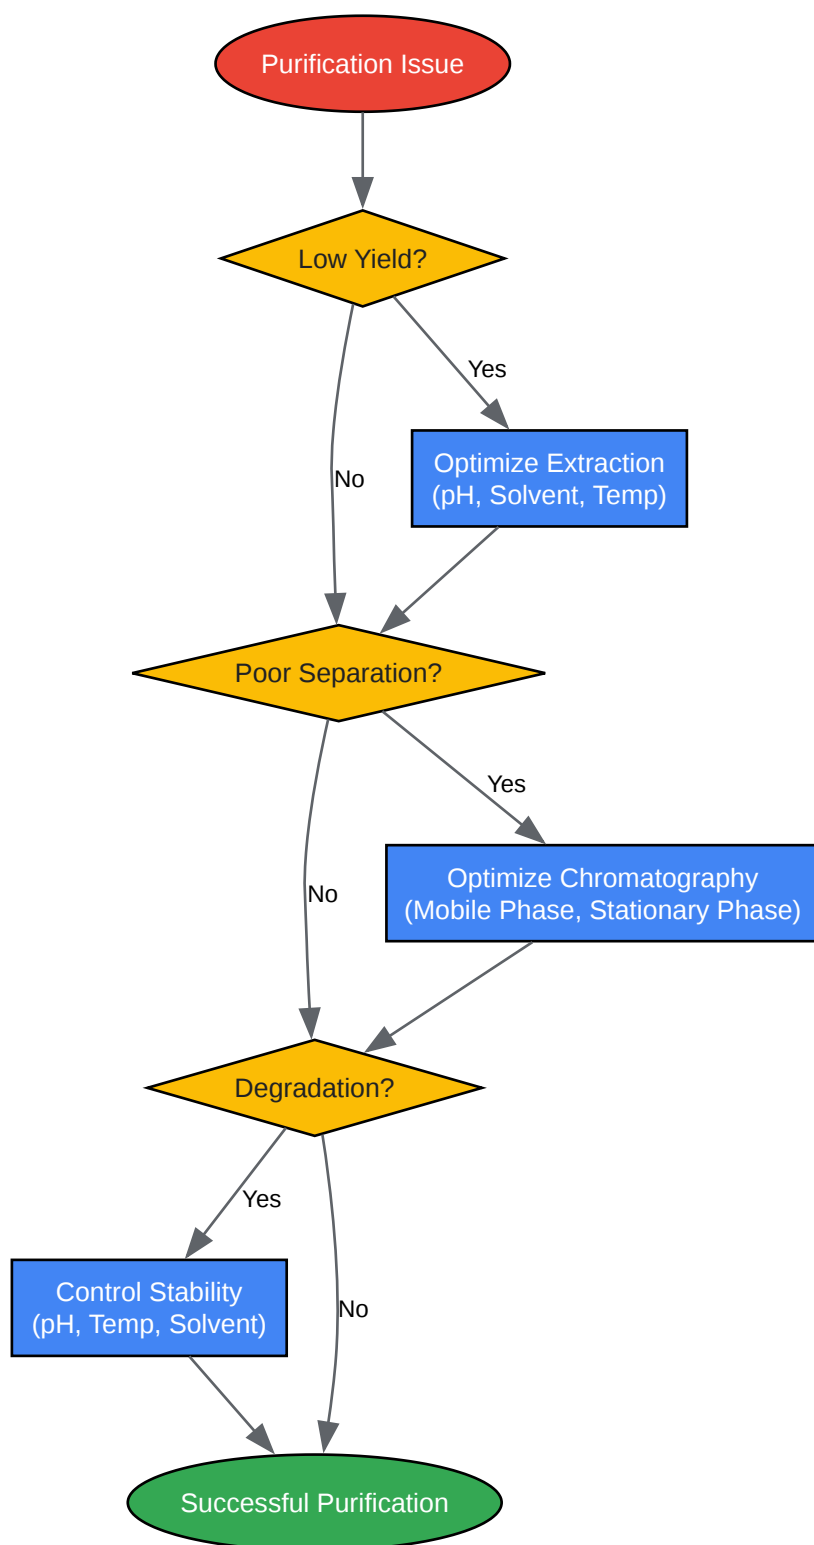 Purification Issue
Low Yield?
Yes
Optimize Extraction
(pH, Solvent, Temp)
No
Poor Separation?
Yes
Optimize Chromatography
(Mobile Phase, Stationary Phase)
No
Degradation?
Yes
Control Stability
(pH, Temp, Solvent)
No
Successful Purification